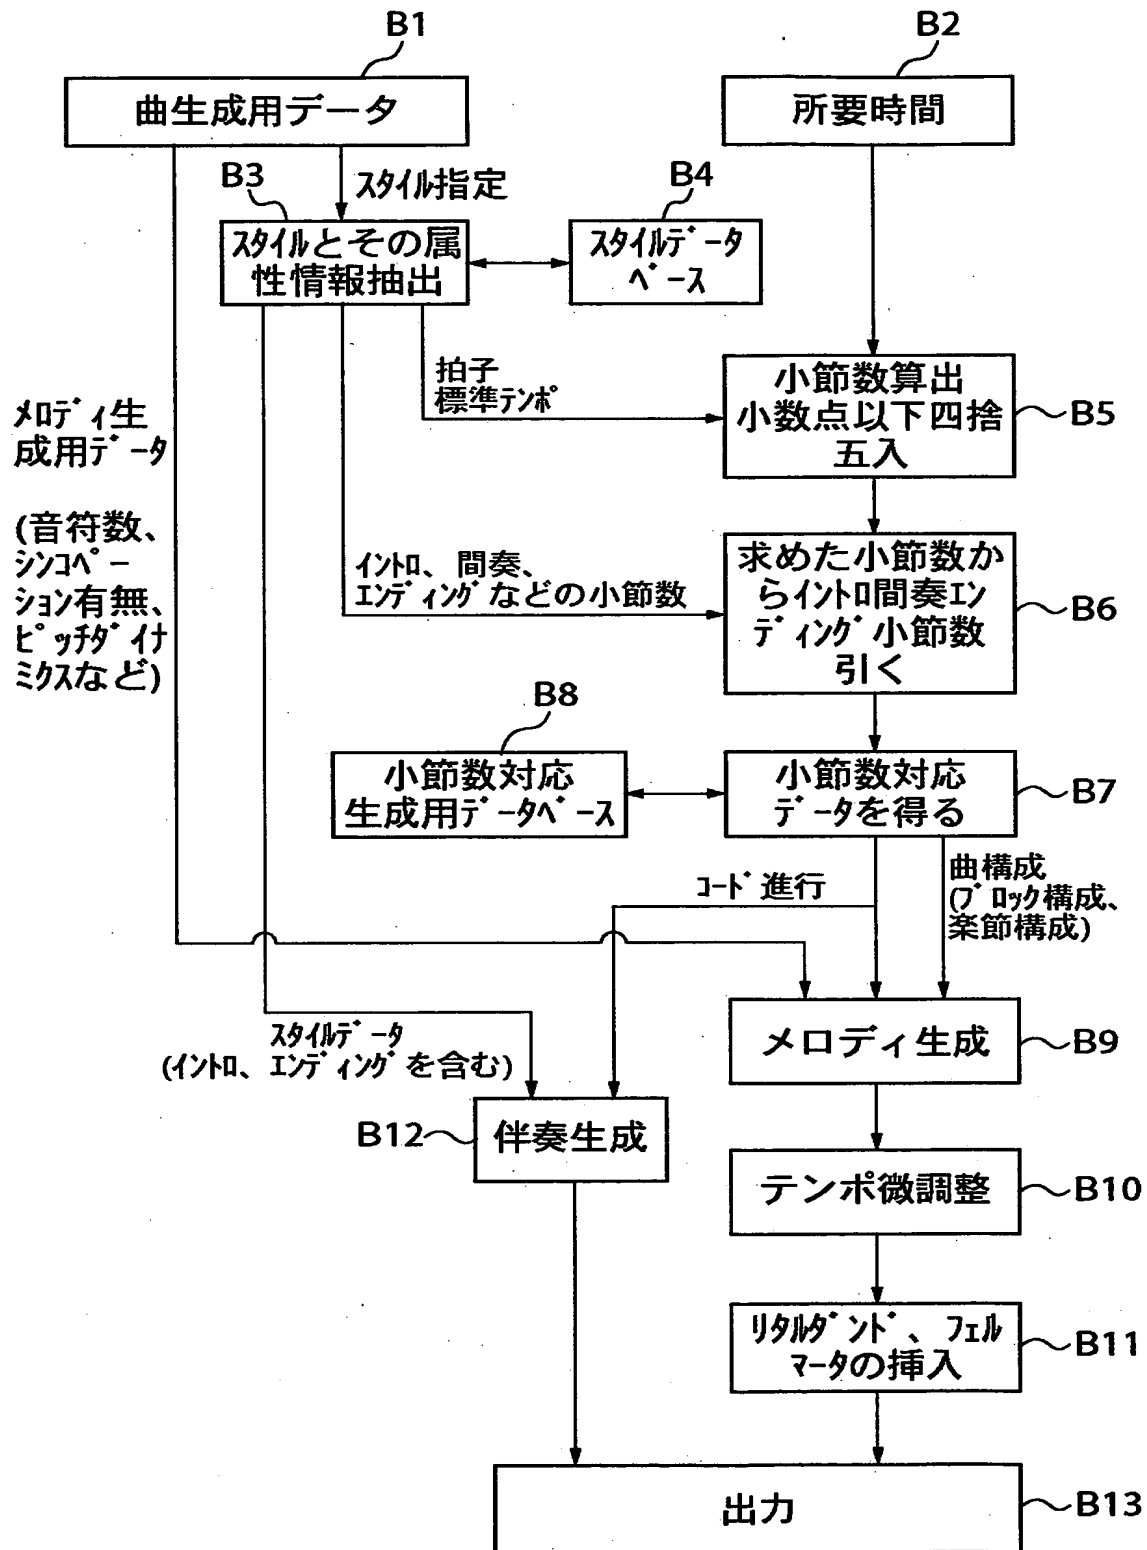 B1
曲生成用データ
B2
所要時間
スタイル指定
B3
スタイルとその属
性情報抽出
B4
スタイルデータ
ベース
拍子
標準テンポ
小節数算出
小数点以下四捨
五入
B5
メロディ生
成用データ
(音符数、
シンコペー
ション有無、
ピッチダイナ
ミクスなど)
イントロ、間奏、
エンディングなどの小節数
求めた小節数か
らイントロ間奏エン
ディング小節数
引く
B6
B8
小節数対応
生成用データベース
小節数対応
データを得る
B7
コード進行
曲構成
(ブロック構成、
楽節構成)
スタイルデータ
(イントロ、エンディングを含む)
メロディ生成
B9
B12
伴奏生成
テンポ微調整
B10
リタルダンド、フェル
マータの挿入
B11
出力
B13